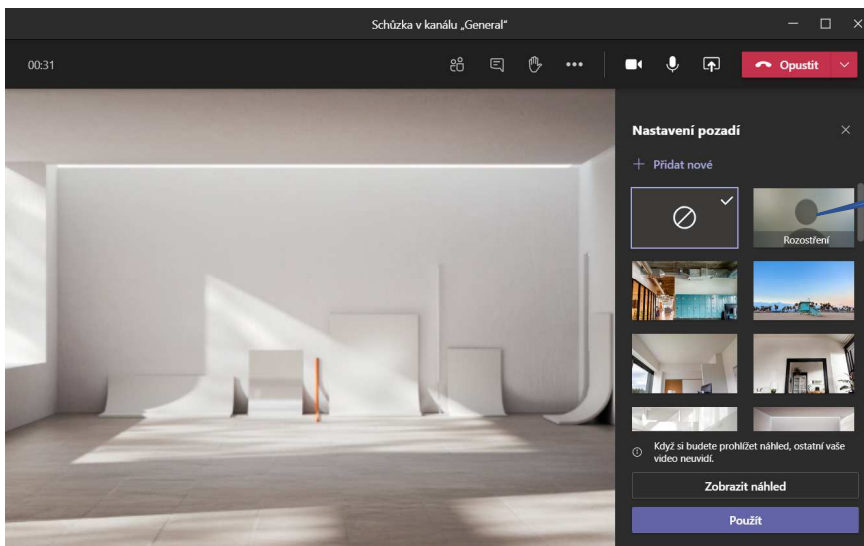 Schůzka v kanálu „General“
00:31
Opustit
Nastavení pozadí
Přidat nové
Rozostření
Když si budete prohlížet náhled, ostatní vaše
video neuvidí.
Zobrazit náhled
Použít